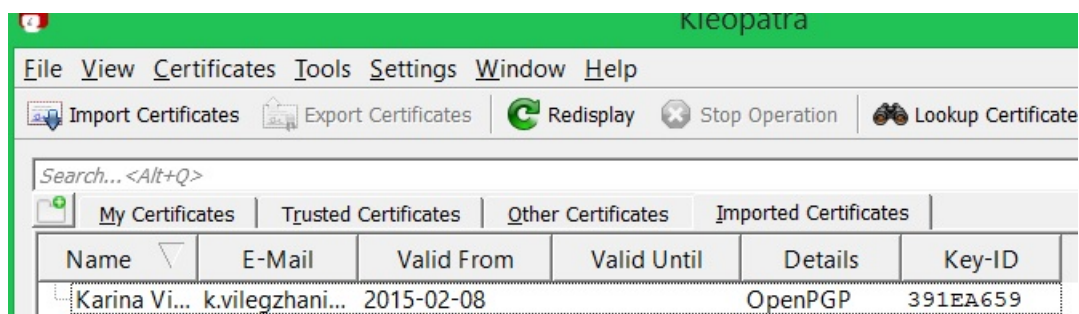 Kleopatra
File View Certificates Tools Settings Window Help
Import Certificates Export Certificates Redisplay Stop Operation Lookup Certificate
Search...<Alt+Q>
My Certificates Trusted Certificates Other Certificates Imported Certificates
Name E-Mail Valid From Valid Until Details Key-ID
Karina Vi... k.vilegzhani... 2015-02-08 OpenPGP 391EA659